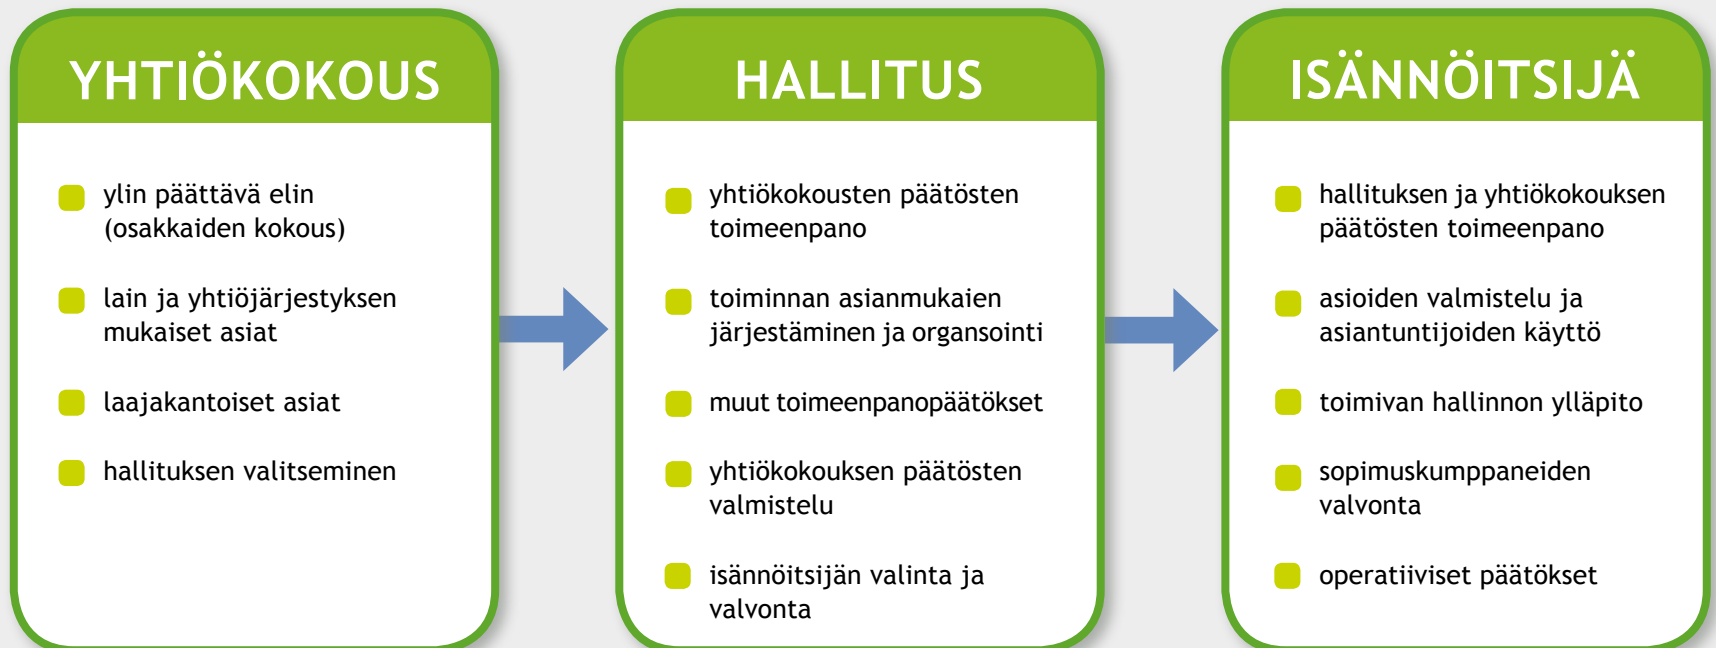 YHTIÖKOKOUS
ylin päättävä elin
(osakkaiden kokous)
lain ja yhtiöjärjestyksen
mukaiset asiat
laajakantoiset asiat
hallituksen valitseminen
HALLITUS
yhtiökokousten päätösten
toimeenpano
toiminnan asianmukaien
järjestäminen ja organsointi
muut toimeenpanopäätökset
yhtiökokouksen päätösten
valmistelu
isännöitsijän valinta ja
valvonta
ISÄNNÖITSIJÄ
hallituksen ja yhtiökokouksen
päätösten toimeenpano
asioiden valmistelu ja
asiantuntijoiden käyttö
toimivan hallinnon ylläpito
sopimuskumppaneiden
valvonta
operatiiviset päätökset